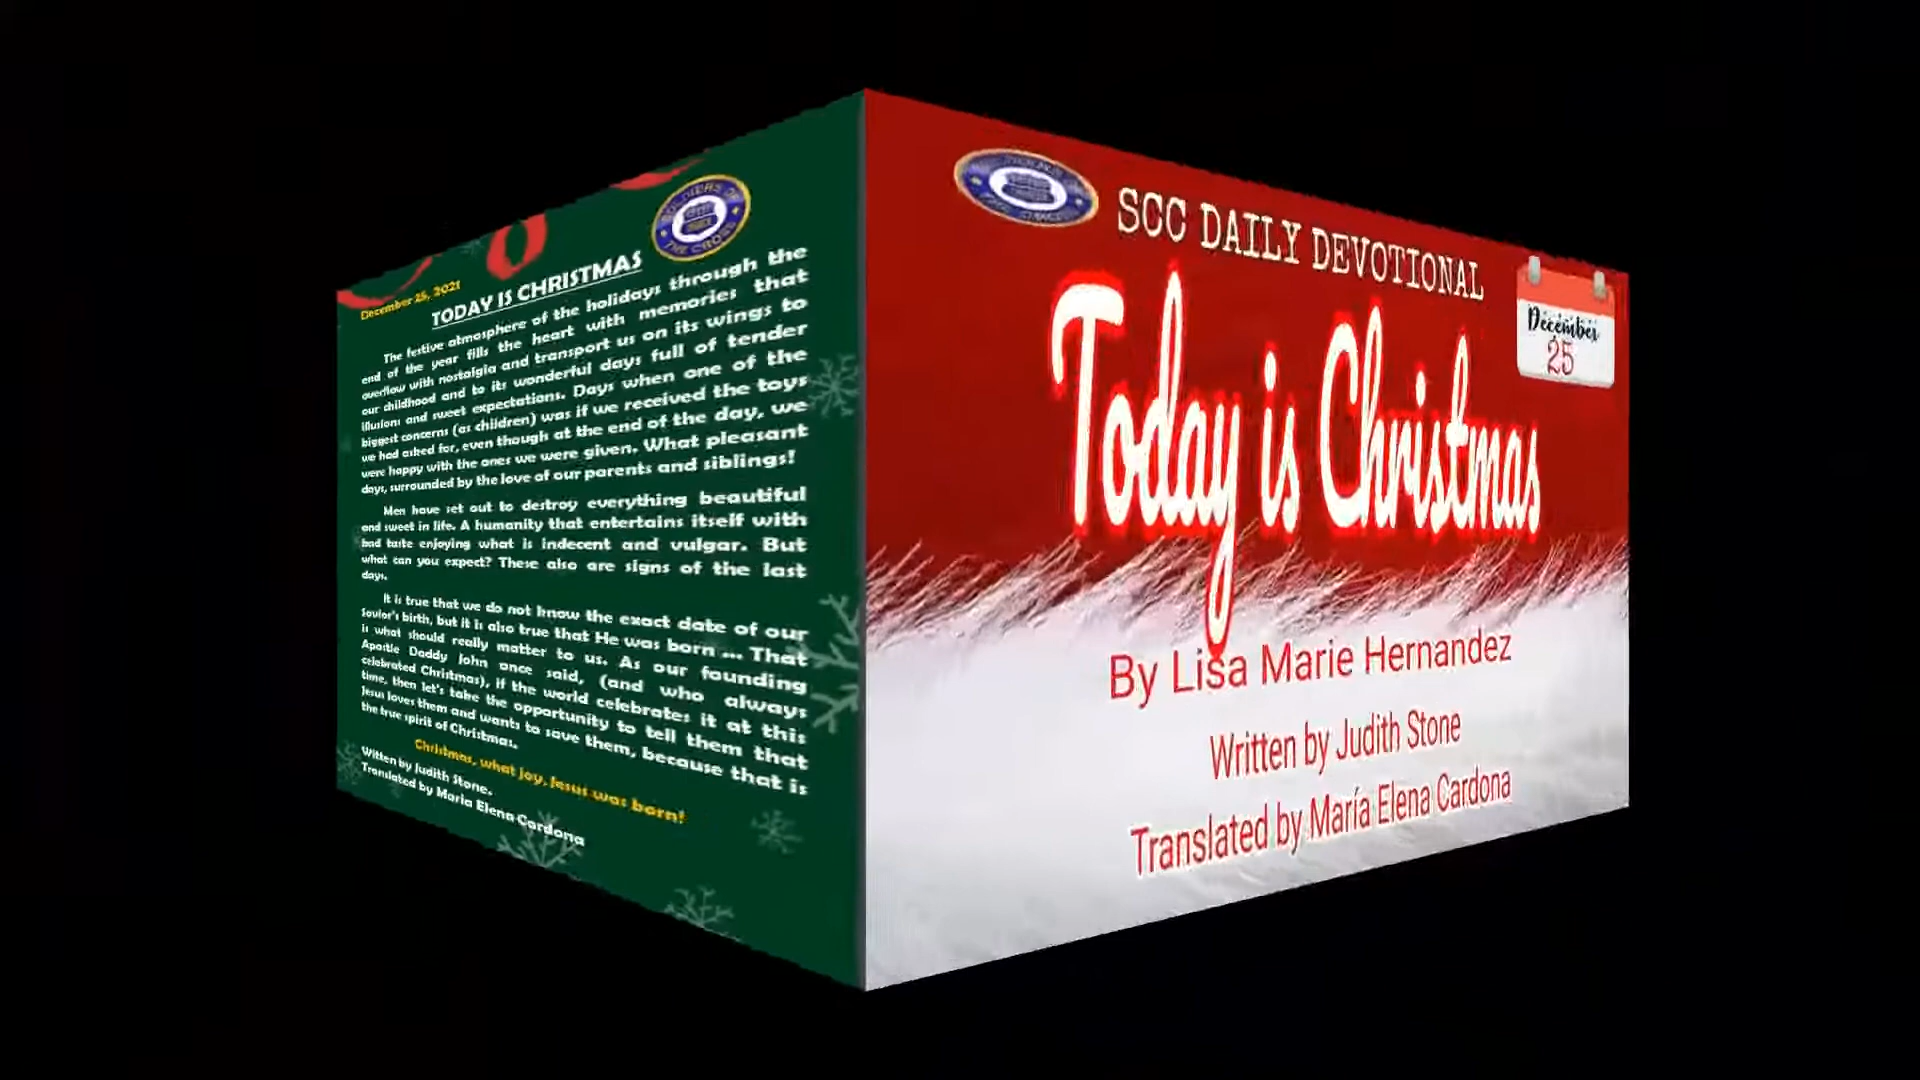 December 25, 2021
TODAY IS CHRISTMAS
SOLDIERS OF
THE CROSS
The festive atmosphere of the holidays through the
end of the year fills the heart with memories that
overflow with nostalgia and transport us on its wings to
our childhood and to its wonderful days full of tender
illusions and sweet expectations. Days when one of the
biggest concerns (as children) was if we received the toys
we had asked for, even though at the end of the day, we
were happy with the ones we were given. What pleasant
days, surrounded by the love of our parents and siblings!
Men have set out to destroy everything beautiful
and sweet in life. A humanity that entertains itself with
bad taste enjoying what is indecent and vulgar. But
what can you expect? These also are signs of the last
days.
It is true that we do not know the exact date of our
Savior's birth, but it is also true that He was born ... That
is what should really matter to us. As our founding
Apostle Daddy John once said, (and who always
celebrated Christmas), if the world celebrates it at this
time, then let's take the opportunity to tell them that
Jesus loves them and wants to save them, because that is
the true spirit of Christmas.
Christmas, what joy, Jesus was born!
Witten by Judith Stone.
Translated by Maria Elena Cardona
SCC DAILY DEVOTIONAL
December
25
Today is Christmas
By Lisa Marie Hernandez
Written by Judith Stone
Translated by María Elena Cardona